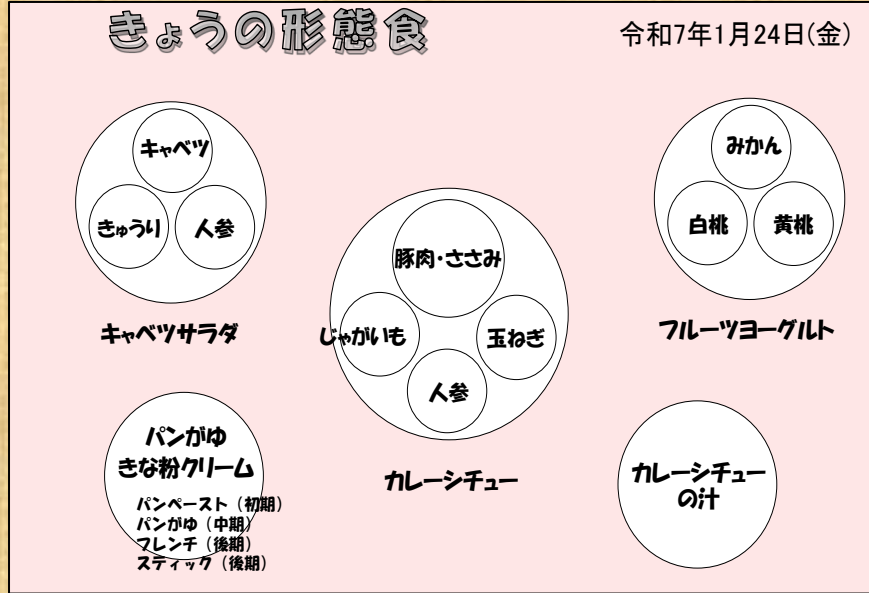 きょうの形態食
令和7年1月24日(金)
キャベツ
きゅうり
人参
キャベツサラダ
豚肉・ささみ
じゃがいも
玉ねぎ
人参
カレーシチュー
みかん
白桃
黄桃
フルーツヨーグルト
パンがゆ
きな粉クリーム
パンペースト（初期）
パンがゆ（中期）
フレンチ（後期）
スティック（後期）
カレーシチュー
の汁